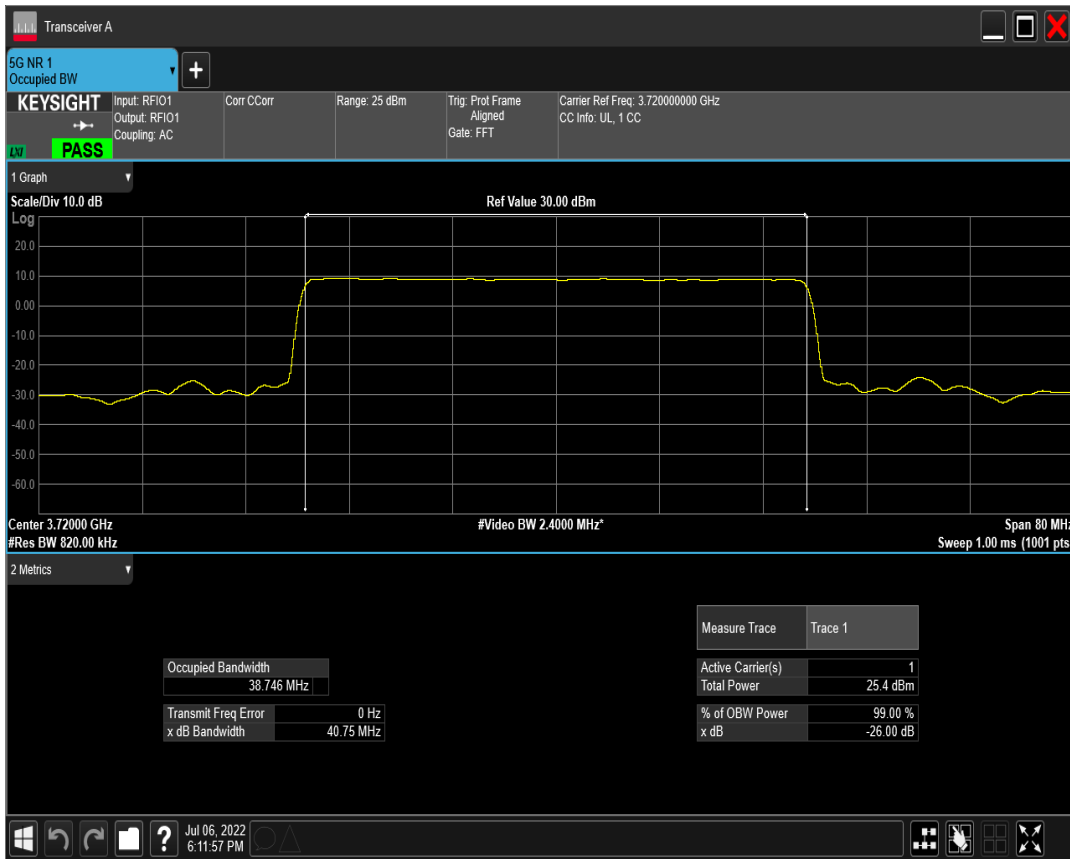 Transceiver A
5G NR 1
Occupied BW
+
KEYSIGHT
LXI
PASS
Input: RFIO1
Output: RFIO1
Coupling: AC
Corr CCorr
Range: 25 dBm
Trig: Prot Frame
Aligned
Gate: FFT
Carrier Ref Freq: 3.720000000 GHz
CC Info: UL, 1 CC
1 Graph
Scale/Div 10.0 dB
Ref Value 30.00 dBm
Log
20.0
10.0
0.00
-10.0
-20.0
-30.0
-40.0
-50.0
-60.0
Center 3.72000 GHz
#Video BW 2.4000 MHz*
Span 80 MHz
#Res BW 820.00 kHz
Sweep 1.00 ms (1001 pts
2 Metrics
Measure Trace Trace 1
Occupied Bandwidth
38.746 MHz
Active Carrier(s) 1
Total Power 25.4 dBm
Transmit Freq Error 0 Hz
x dB Bandwidth 40.75 MHz
% of OBW Power 99.00 %
x dB -26.00 dB
?
Jul 06, 2022
6:11:57 PM